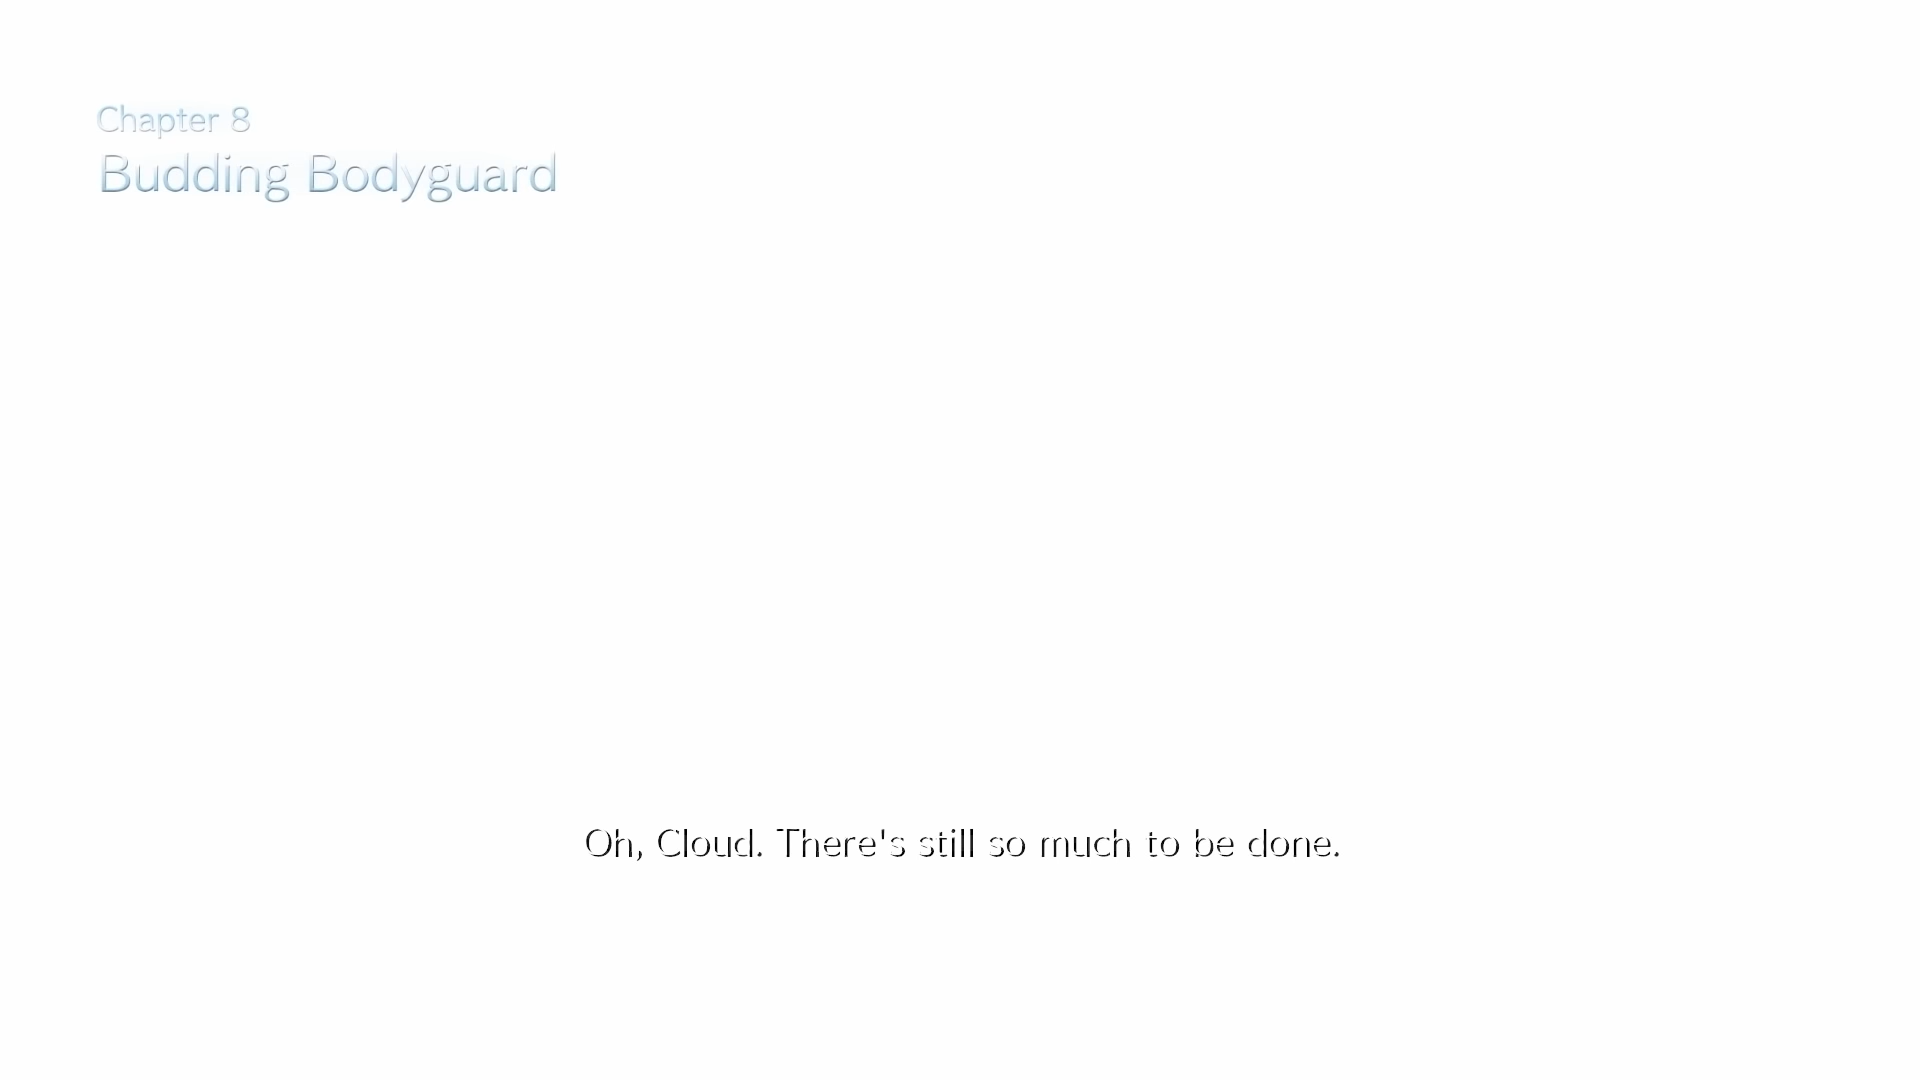 Chapter 8
Budding Bodyguard
Oh, Cloud. There's still so much to be done.